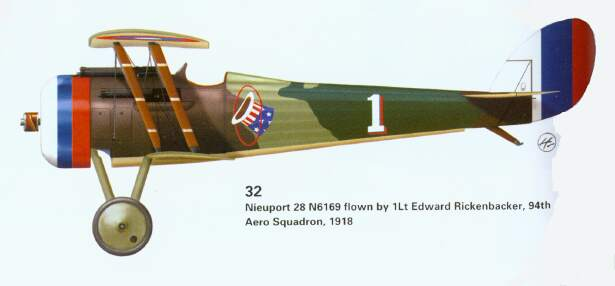 1
32
Nieuport 28 N6169 flown by 1Lt Edward Rickenbacker, 94th
Aero Squadron, 1918